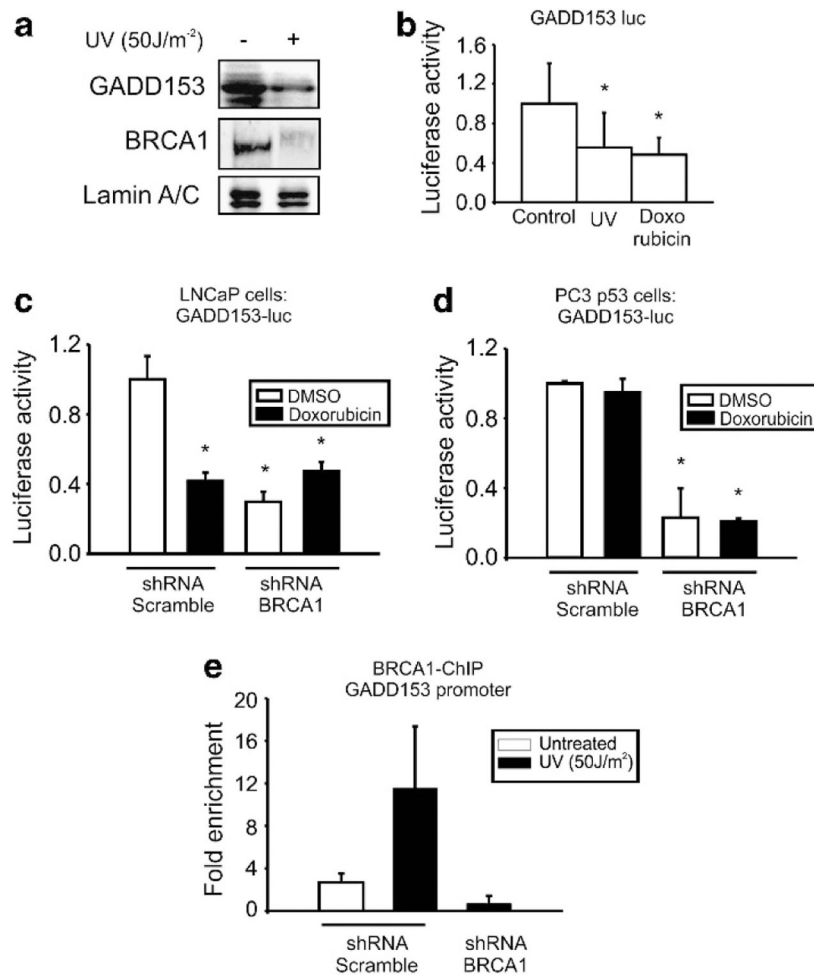 a
UV (50J/m⁻²) - +
GADD153
BRCA1
Lamin A/C
b
GADD153 luc
Luciferase activity
1.6
1.2
0.8
0.4
0.0
* *
Control UV Doxo
rubicin
c
LNCaP cells:
GADD153-luc
Luciferase activity
1.2
0.8
0.4
0.0
DMSO
Doxorubicin
* * *
shRNA shRNA
Scramble BRCA1
d
PC3 p53 cells:
GADD153-luc
Luciferase activity
1.2
0.8
0.4
0.0
DMSO
Doxorubicin
* *
shRNA shRNA
Scramble BRCA1
e
BRCA1-ChIP
GADD153 promoter
Fold enrichment
20
16
12
8
4
0
Untreated
UV (50J/m²)
shRNA shRNA
Scramble BRCA1